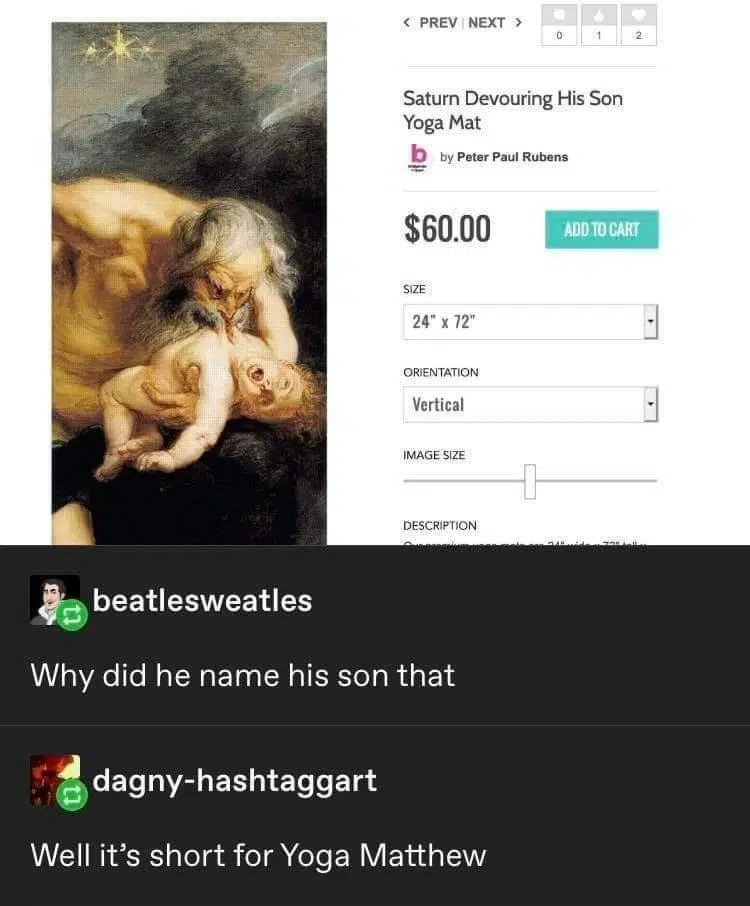 < PREV | NEXT >
0 1 2
Saturn Devouring His Son
Yoga Mat
b by Peter Paul Rubens
$60.00 ADD TO CART
SIZE
24" x 72"
ORIENTATION
Vertical
IMAGE SIZE
DESCRIPTION
beatlesweatles
Why did he name his son that
dagny-hashtaggart
Well it's short for Yoga Matthew